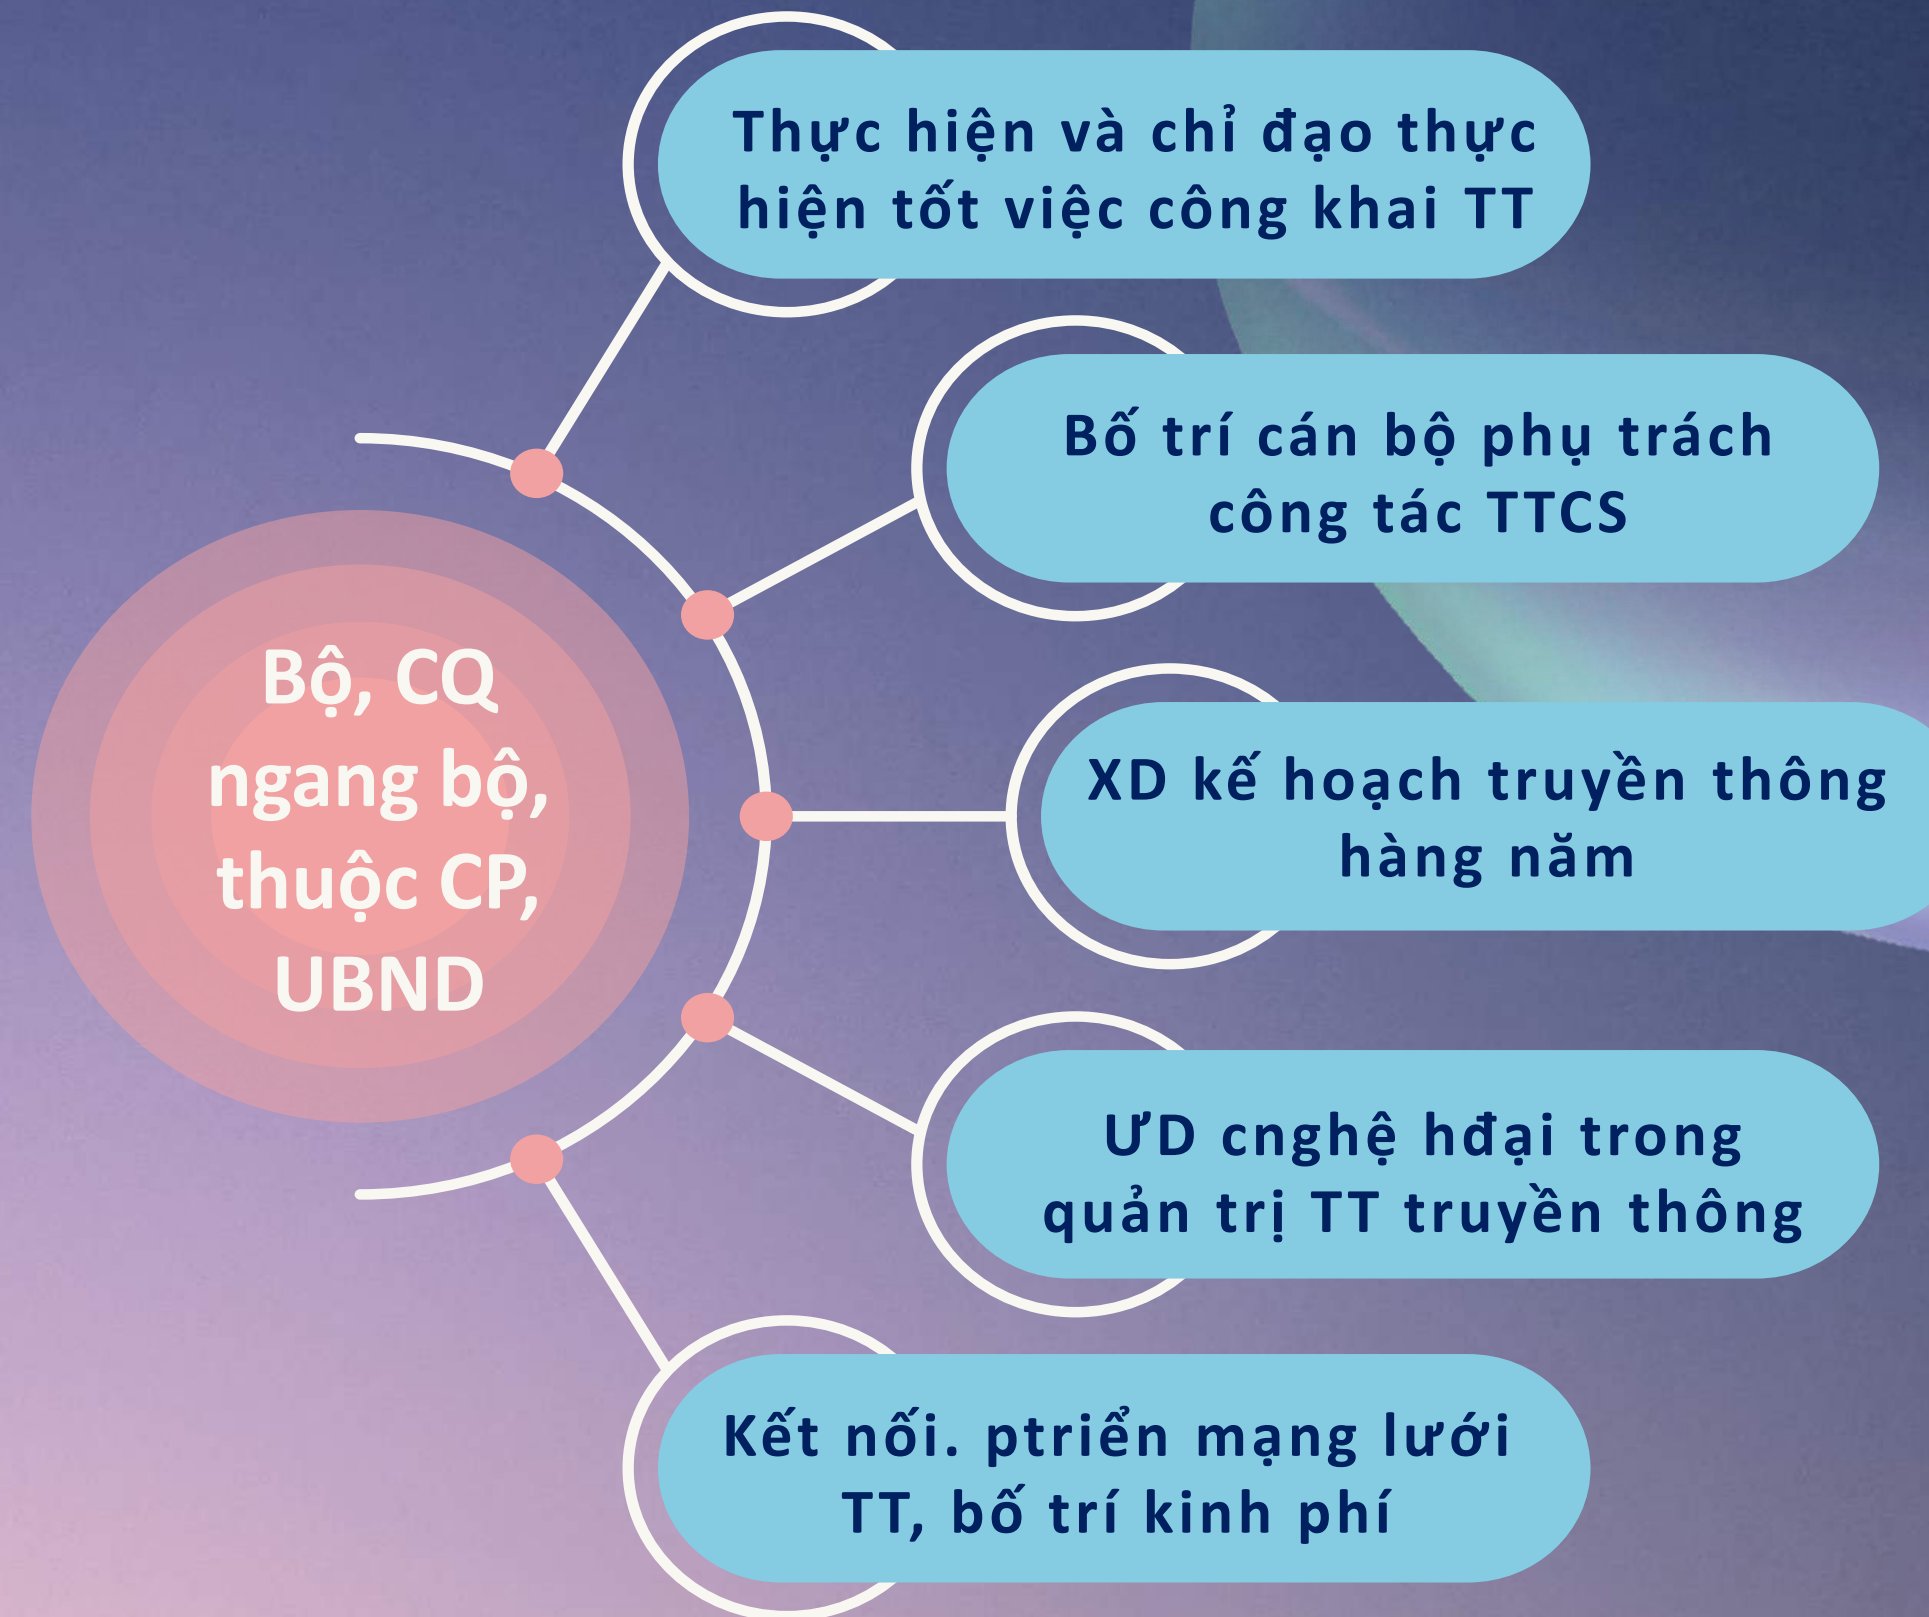 Thực hiện và chỉ đạo thực
hiện tốt việc công khai TT
Bố trí cán bộ phụ trách
công tác TTCS
Bộ, CQ
ngang bộ,
thuộc CP,
UBND
XD kế hoạch truyền thông
hàng năm
ƯD cnghệ hđại trong
quản trị TT truyền thông
Kết nối. ptriển mạng lưới
TT, bố trí kinh phí